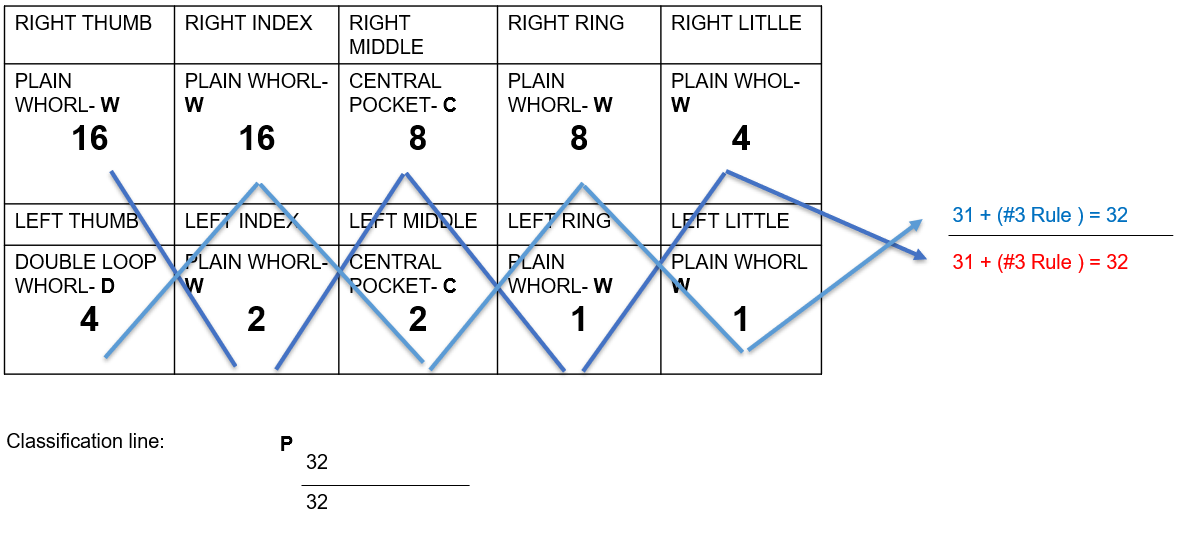 RIGHT THUMB
RIGHT INDEX
RIGHT
MIDDLE
RIGHT RING
RIGHT LITLLE
PLAIN
WHORL- W
16
PLAIN WHORL-
W
16
CENTRAL
POCKET- C
8
PLAIN
WHORL- W
8
PLAIN WHOL-
W
4
LEFT THUMB
LEFT INDEX
LEFT MIDDLE
LEFT RING
LEFT LITTLE
DOUBLE LOOP
WHORL- D
4
PLAIN WHORL-
W
2
CENTRAL
POCKET- C
2
PLAIN
WHORL- W
1
PLAIN WHORL
W
1
31 + (#3 Rule ) = 32
31 + (#3 Rule ) = 32
Classification line:
P
32
32